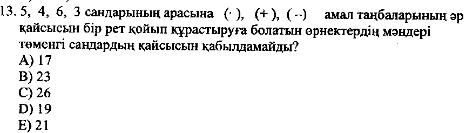 13. 5, 4, 6, 3 сандарының арасына (·), (+), (--) амал таңбаларының әр
қайсысын бір рет қойып құрастыруға болатын өрнектердің мәндері
төменгі сандардың қайсысын қабылдамайды?
A) 17
B) 23
C) 26
D) 19
E) 21